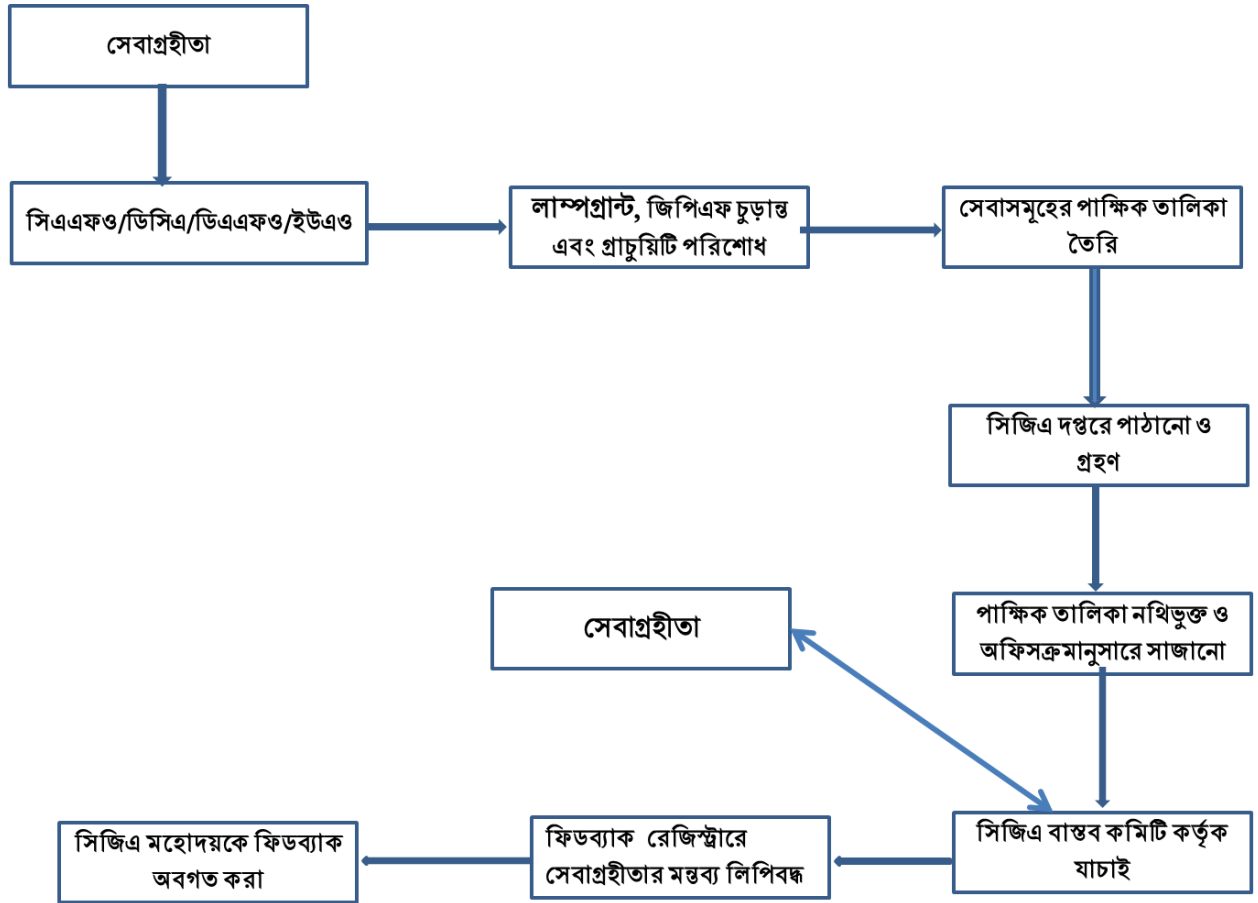 সেবাগ্রহীতা
সিএএফও/ডিসিএ/ডিএএফও/ইউএও
লাম্পগ্রান্ট, জিপিএফ চুড়ান্ত
এবং গ্রাচুয়িটি পরিশোধ
সেবাসমূহের পাক্ষিক তালিকা
তৈরি
সিজিএ দপ্তরে পাঠানো ও
গ্রহণ
পাক্ষিক তালিকা নথিভুক্ত ও
অফিসক্রমানুসারে সাজানো
সেবাগ্রহীতা
সিজিএ বাস্তব কমিটি কর্তৃক
যাচাই
ফিডব্যাক রেজিস্ট্রারে
সেবাগ্রহীতার মন্তব্য লিপিবদ্ধ
সিজিএ মহোদয়কে ফিডব্যাক
অবগত করা